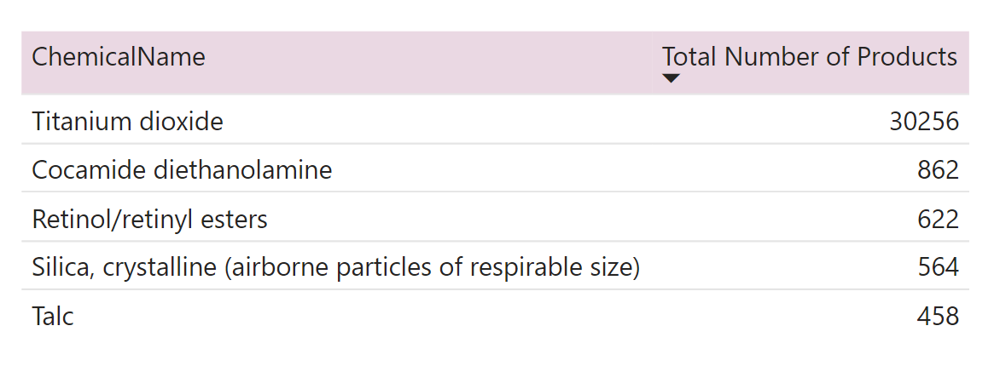 ChemicalName Total Number of Products
Titanium dioxide 30256
Cocamide diethanolamine 862
Retinol/retinyl esters 622
Silica, crystalline (airborne particles of respirable size) 564
Talc 458